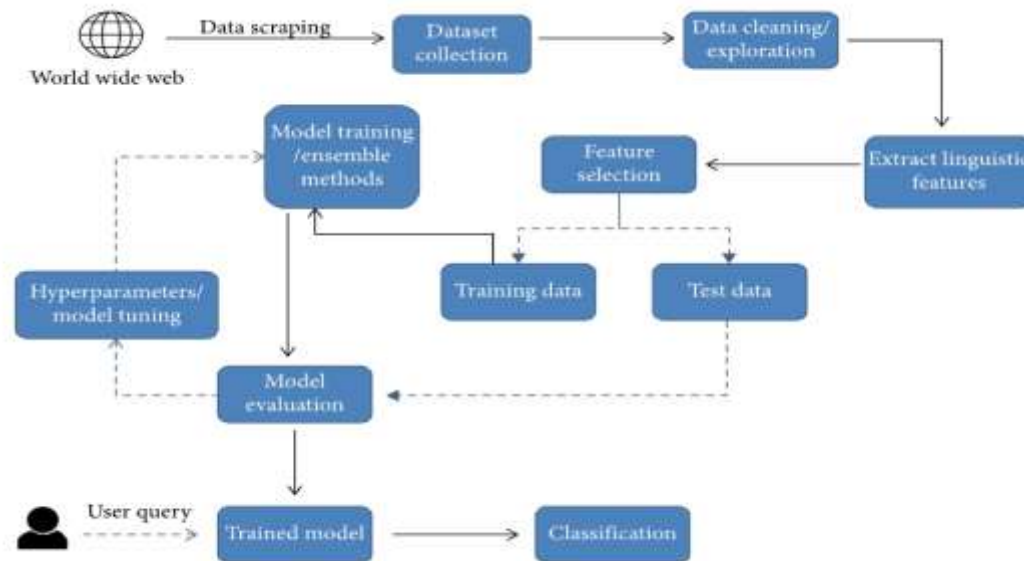 Data scraping
World wide web
Dataset
collection
Data cleaning/
exploration
Model training
/ensemble
methods
Feature
selection
Extract linguistic
features
Hyperparameters/
model tuning
Training data
Test data
Model
evaluation
User query
Trained model
Classification